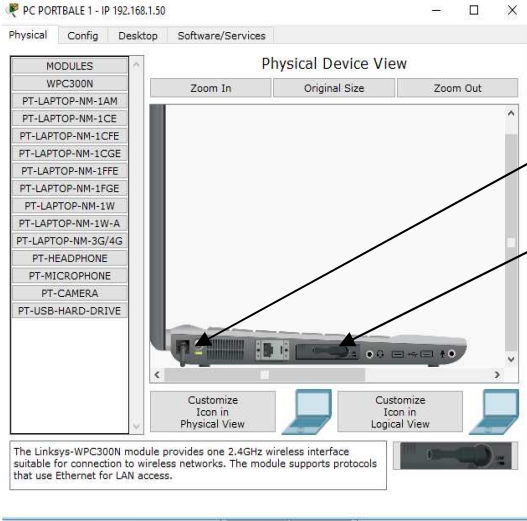 PC PORTBALE 1 - IP 192.168.1.50
Physical Config Desktop Software/Services
MODULES
WPC300N
PT-LAPTOP-NM-1AM
PT-LAPTOP-NM-1CE
PT-LAPTOP-NM-1CFE
PT-LAPTOP-NM-1CGE
PT-LAPTOP-NM-1FFE
PT-LAPTOP-NM-1FGE
PT-LAPTOP-NM-1W
PT-LAPTOP-NM-1W-A
PT-LAPTOP-NM-3G/4G
PT-HEADPHONE
PT-MICROPHONE
PT-CAMERA
PT-USB-HARD-DRIVE
Physical Device View
Zoom In Original Size Zoom Out
Customize
Icon in
Physical View
Customize
Icon in
Logical View
The Linksys-WPC300N module provides one 2.4GHz wireless interface
suitable for connection to wireless networks. The module supports protocols
that use Ethernet for LAN access.